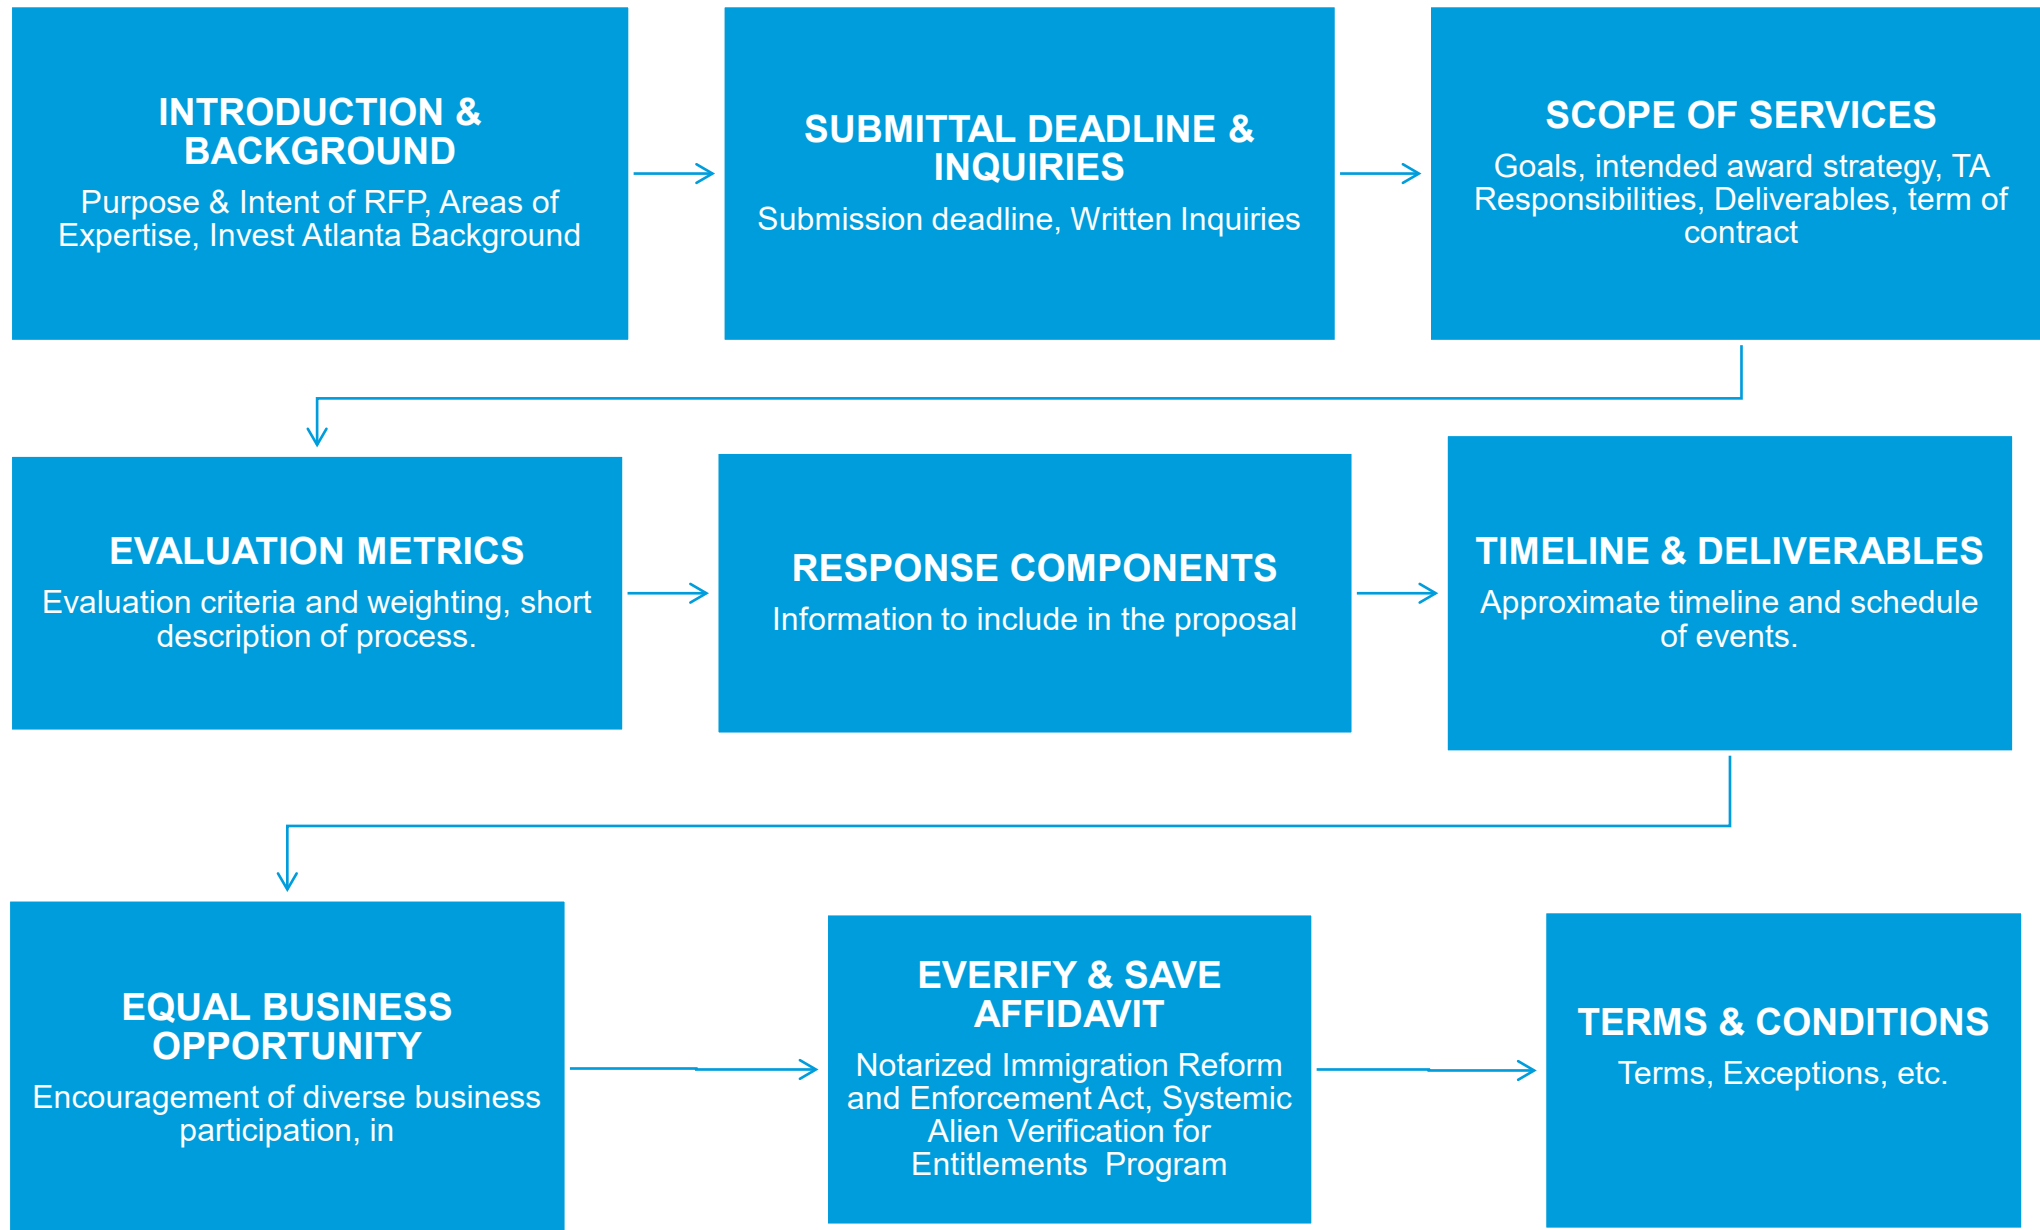 INTRODUCTION &
BACKGROUND
Purpose & Intent of RFP, Areas of
Expertise, Invest Atlanta Background
SUBMITTAL DEADLINE &
INQUIRIES
Submission deadline, Written Inquiries
SCOPE OF SERVICES
Goals, intended award strategy, TA
Responsibilities, Deliverables, term of
contract
EVALUATION METRICS
Evaluation criteria and weighting, short
description of process.
RESPONSE COMPONENTS
Information to include in the proposal
TIMELINE & DELIVERABLES
Approximate timeline and schedule
of events.
EQUAL BUSINESS
OPPORTUNITY
Encouragement of diverse business
participation, in
EVERIFY & SAVE
AFFIDAVIT
Notarized Immigration Reform
and Enforcement Act, Systemic
Alien Verification for
Entitlements  Program
TERMS & CONDITIONS
Terms, Exceptions, etc.